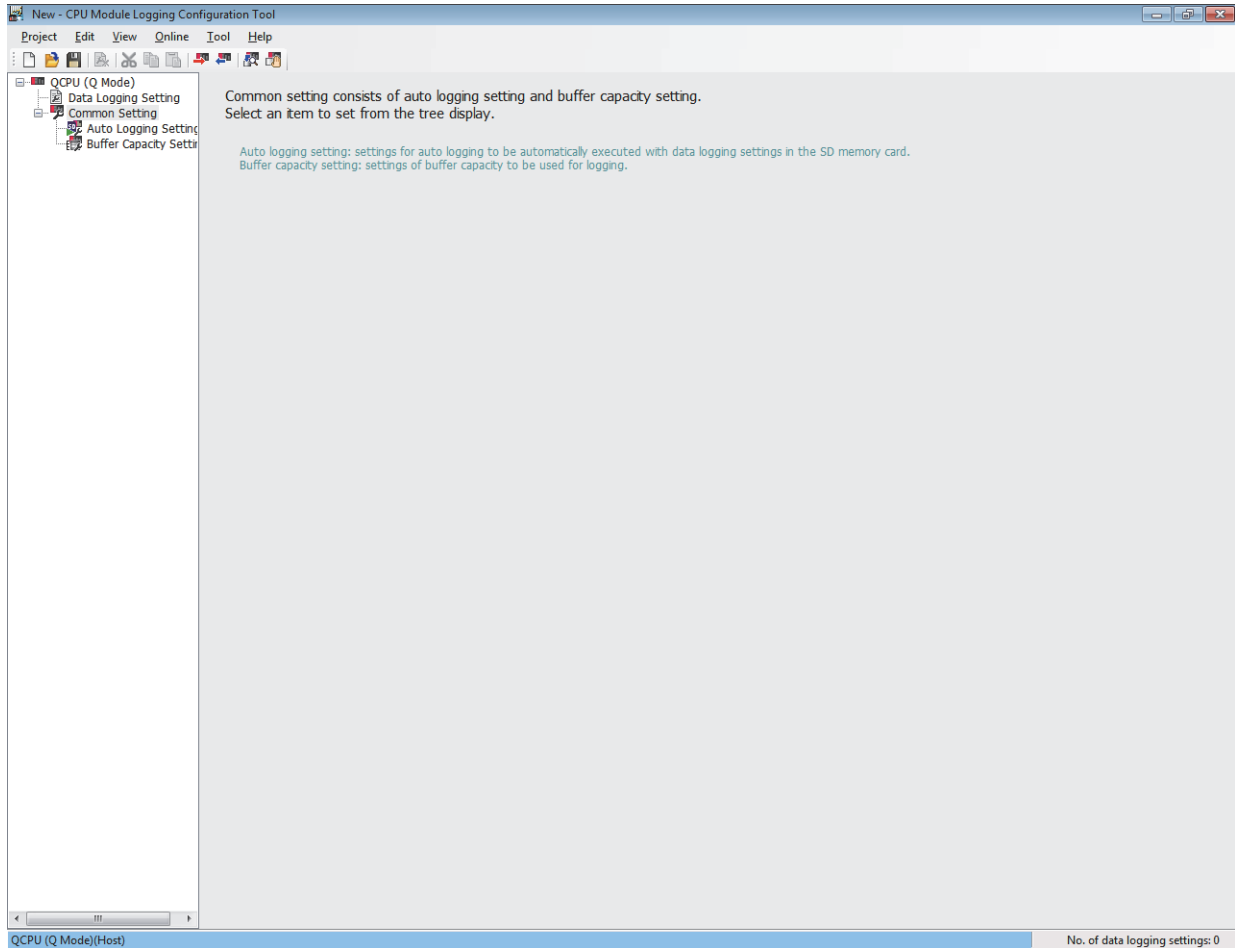 New - CPU Module Logging Configuration Tool
Project Edit View Online Tool Help
QCPU (Q Mode)
Data Logging Setting
Common Setting
Auto Logging Setting
Buffer Capacity Settin
Common setting consists of auto logging setting and buffer capacity setting.
Select an item to set from the tree display.
Auto logging setting: settings for auto logging to be automatically executed with data logging settings in the SD memory card.
Buffer capacity setting: settings of buffer capacity to be used for logging.
QCPU (Q Mode)(Host) No. of data logging settings: 0